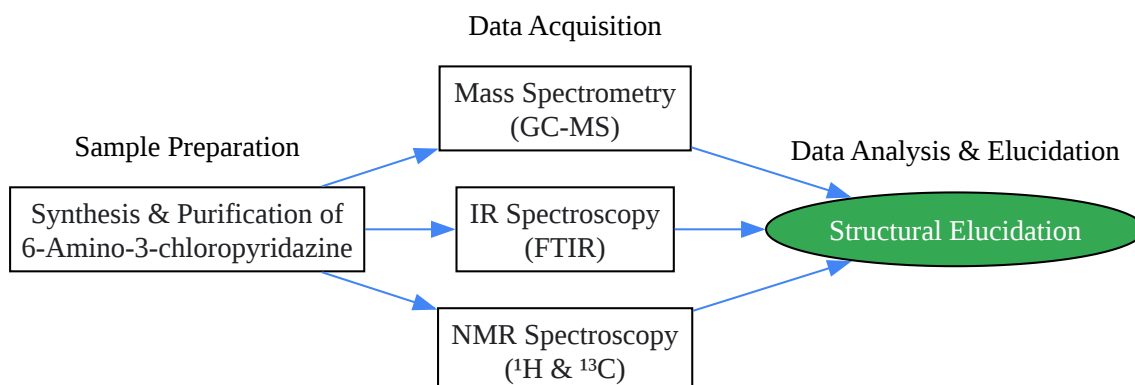 Data Acquisition
Mass Spectrometry
(GC-MS)
Sample Preparation
Data Analysis & Elucidation
Synthesis & Purification of
6-Amino-3-chloropyridazine
IR Spectroscopy
(FTIR)
Structural Elucidation
NMR Spectroscopy
(¹H & ¹³C)